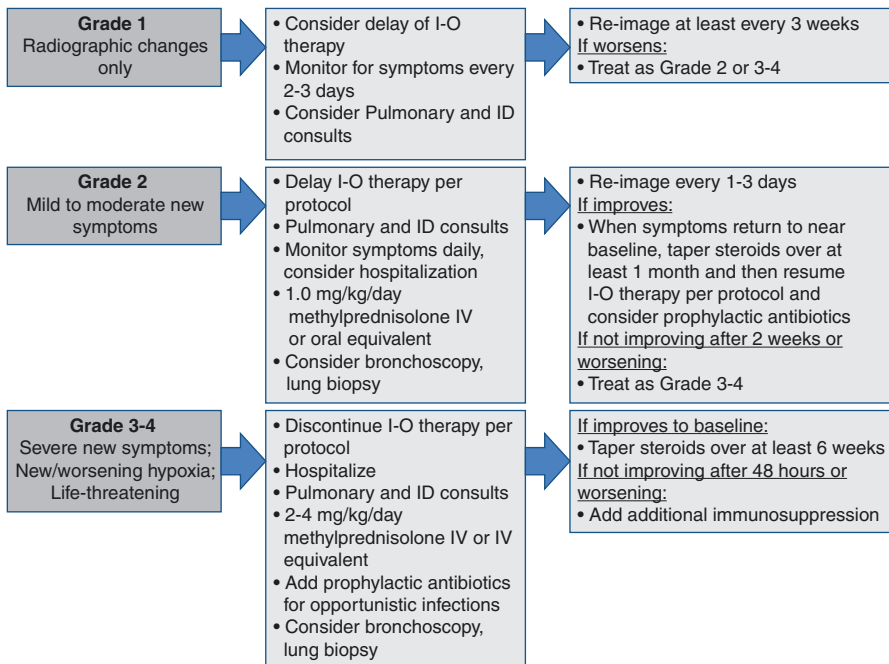 Grade 1
Radiographic changes
only
• Consider delay of I-O
therapy
• Monitor for symptoms every
2-3 days
• Consider Pulmonary and ID
consults
• Re-image at least every 3 weeks
If worsens:
• Treat as Grade 2 or 3-4
Grade 2
Mild to moderate new
symptoms
• Delay I-O therapy per
protocol
• Pulmonary and ID consults
• Monitor symptoms daily,
consider hospitalization
• 1.0 mg/kg/day
methylprednisolone IV
or oral equivalent
• Consider bronchoscopy,
lung biopsy
• Re-image every 1-3 days
If improves:
• When symptoms return to near
baseline, taper steroids over at
least 1 month and then resume
I-O therapy per protocol and
consider prophylactic antibiotics
If not improving after 2 weeks or
worsening:
• Treat as Grade 3-4
Grade 3-4
Severe new symptoms;
New/worsening hypoxia;
Life-threatening
• Discontinue I-O therapy per
protocol
• Hospitalize
• Pulmonary and ID consults
• 2-4 mg/kg/day
methylprednisolone IV or IV
equivalent
• Add prophylactic antibiotics
for opportunistic infections
• Consider bronchoscopy,
lung biopsy
If improves to baseline:
• Taper steroids over at least 6 weeks
If not improving after 48 hours or
worsening:
• Add additional immunosuppression